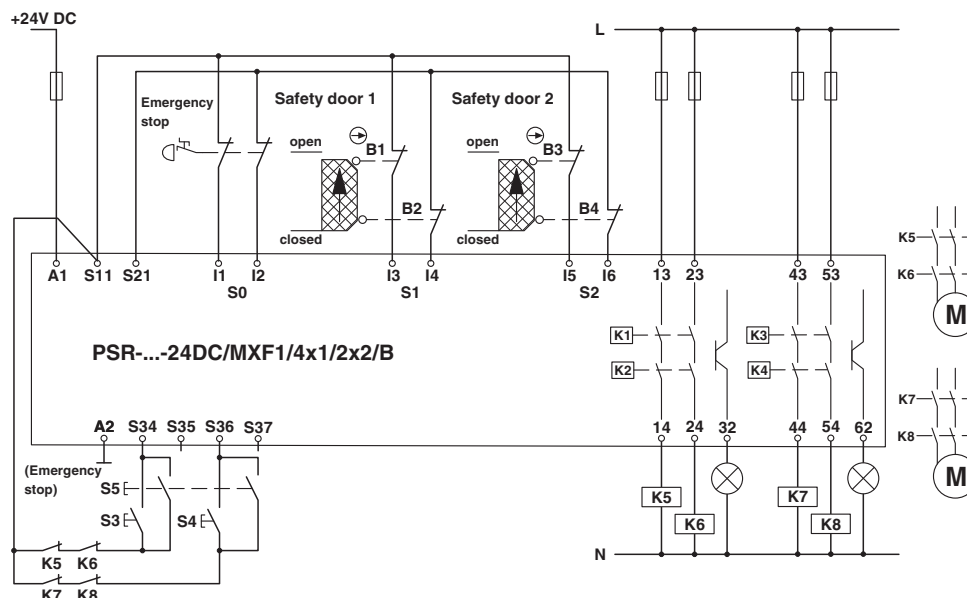 +24V DC
L
Emergency
stop
Safety door 1
Safety door 2
open
open
B1
B3
B2
B4
closed
closed
K5
K6
M
A1 S11 S21 I1 I2 I3 I4 I5 I6 13 23 43 53
S0 S1 S2
K1 K3
K2 K4
PSR-...-24DC/MXF1/4x1/2x2/B
K7
K8
M
A2 S34 S35 S36 S37 14 24 32 44 54 62
(Emergency
stop)
S5
S3 S4
K5 K7
K6 K8
N
K5 K6
K7 K8